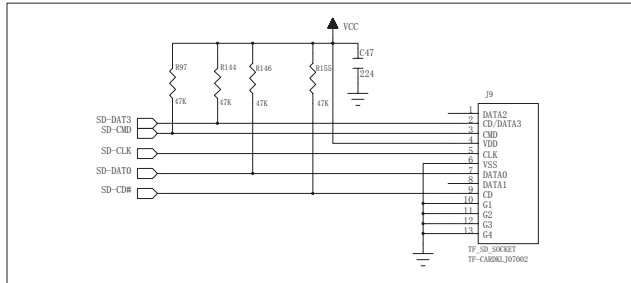 VCC
C47
224
R97
R144
R146
R155
47K
47K
47K
47K
J9
SD-DAT3
SD-CMD
SD-CLK
SD-DAT0
SD-CD#
1 DATA2
2 CD/DATA3
3 CMD
4 VDD
5 CLK
6 VSS
7 DATA0
8 DATA1
9 CD
10 G1
11 G2
12 G3
13 G4
TF_SD_SOCKET
TF-CARDKLJ07002